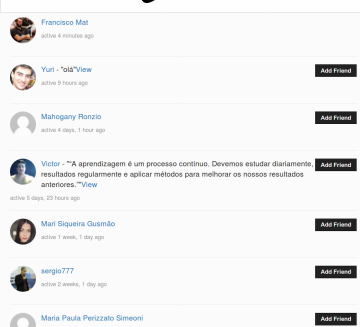 Francisco Mat
active 4 minutes ago
Yuri - "olá"View
Add Friend
active 9 hours ago
Mahogany Ronzio
Add Friend
active 4 days, 1 hour ago
Victor - ""A aprendizagem é um processo contínuo. Devemos estudar diariamente,
Add Friend
resultados regularmente e aplicar métodos para melhorar os nossos resultados
anteriores.""View
active 5 days, 23 hours ago
Mari Siqueira Gusmão
Add Friend
active 1 week, 1 day ago
sergio777
Add Friend
active 2 weeks, 1 day ago
Maria Paula Perizzato Simeoni
Add Friend